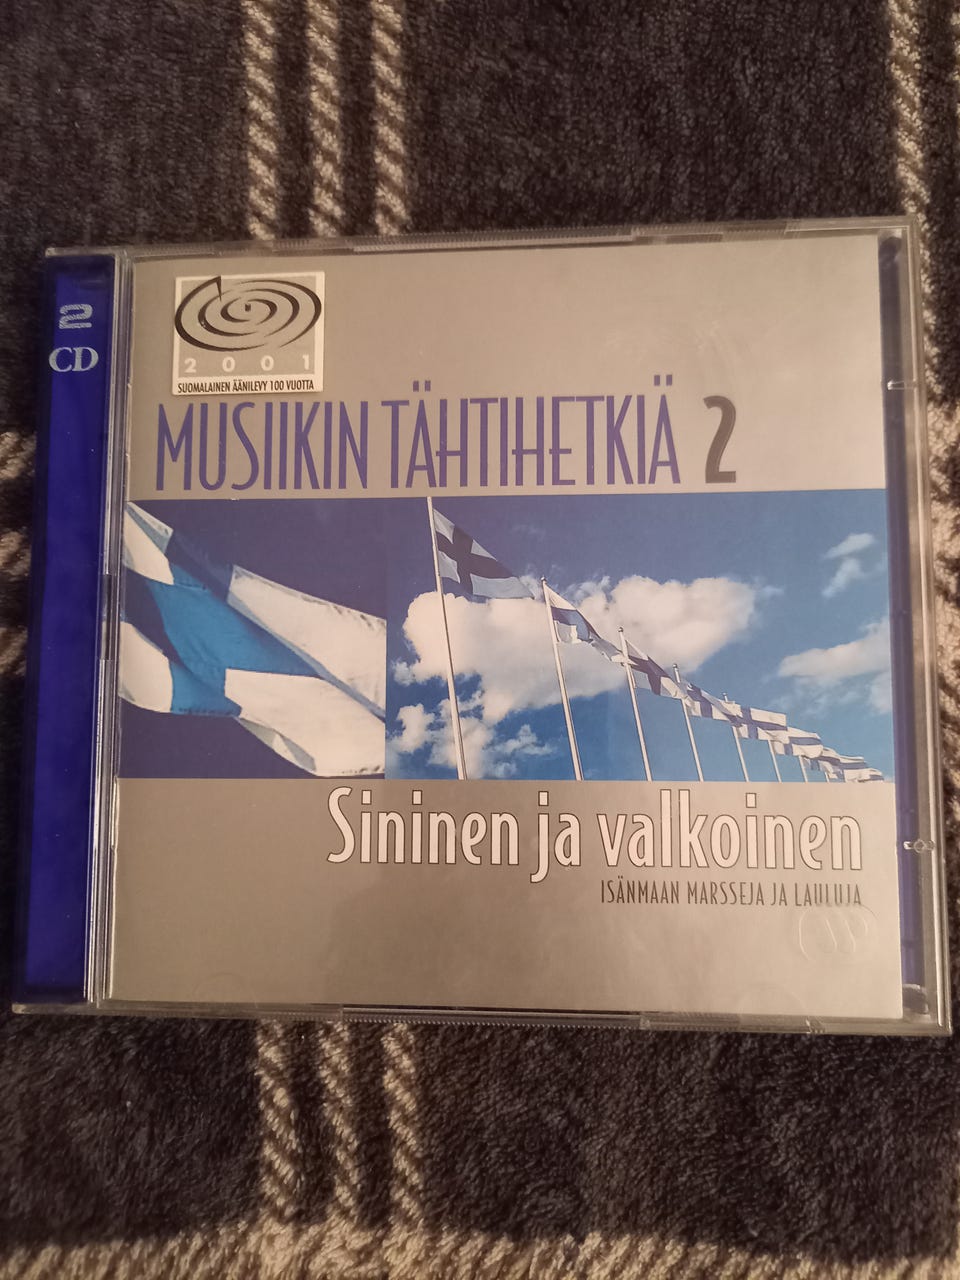 2
CD
2001
SUOMALAINEN ÄÄNILEVY 100 VUOTTA
MUSIIKIN TÄHTIHETKIÄ 2
Sininen ja valkoinen
ISÄNMAAN MARSSEJA JA LAULUJA